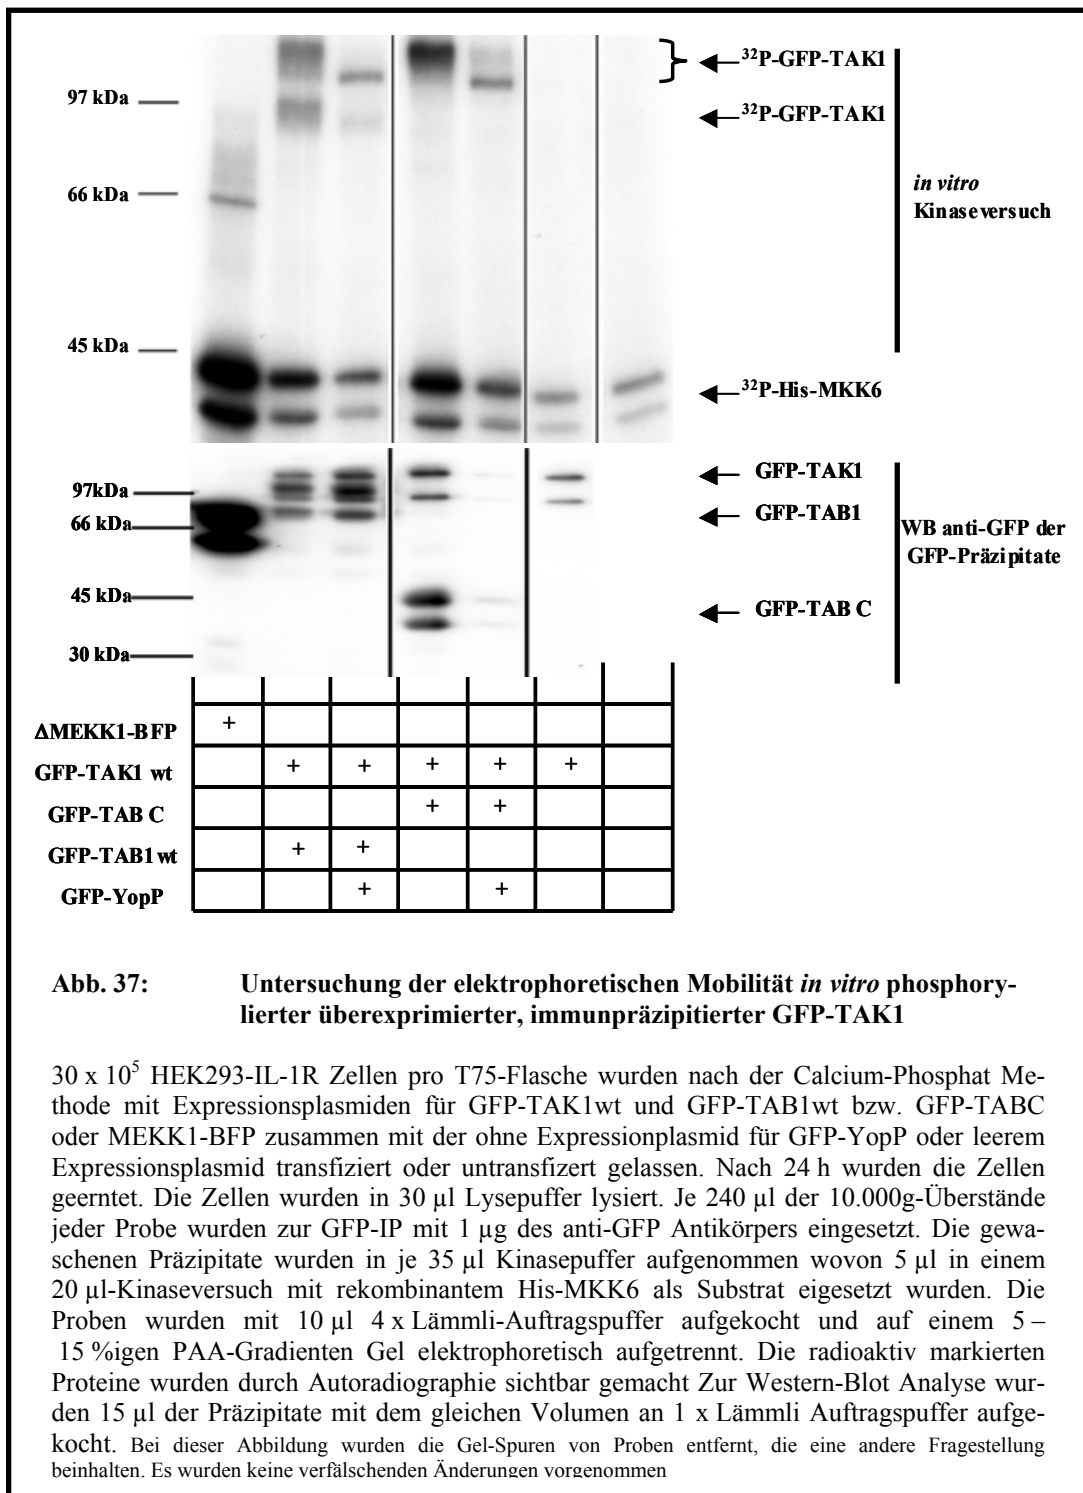 ³²P-GFP-TAK1
97 kDa
³²P-GFP-TAK1
66 kDa
in vitro
Kinaseversuch
45 kDa
³²P-His-MKK6
GFP-TAK1
97kDa
GFP-TAB1
66 kDa
WB anti-GFP der
GFP-Präzipitate
45 kDa
GFP-TAB C
30 kDa
ΔMEKK1-BFP +
GFP-TAK1 wt + + + + +
GFP-TAB C + +
GFP-TAB1wt + +
GFP-YopP + +
Abb. 37: Untersuchung der elektrophoretischen Mobilität in vitro phosphory-
lierter überexprimierter, immunpräzipitierter GFP-TAK1
30 x 10⁵ HEK293-IL-1R Zellen pro T75-Flasche wurden nach der Calcium-Phosphat Me-
thode mit Expressionsplasmiden für GFP-TAK1wt und GFP-TAB1wt bzw. GFP-TABC
oder MEKK1-BFP zusammen mit der ohne Expressionplasmid für GFP-YopP oder leerem
Expressionsplasmid transfiziert oder untransfizert gelassen. Nach 24 h wurden die Zellen
geerntet. Die Zellen wurden in 30 µl Lysepuffer lysiert. Je 240 µl der 10.000g-Überstände
jeder Probe wurden zur GFP-IP mit 1 µg des anti-GFP Antikörpers eingesetzt. Die gewa-
schenen Präzipitate wurden in je 35 µl Kinasepuffer aufgenommen wovon 5 µl in einem
20 µl-Kinaseversuch mit rekombinantem His-MKK6 als Substrat eigesetzt wurden. Die
Proben wurden mit 10 µl 4 x Lämmli-Auftragspuffer aufgekocht und auf einem 5 –
15 %igen PAA-Gradienten Gel elektrophoretisch aufgetrennt. Die radioaktiv markierten
Proteine wurden durch Autoradiographie sichtbar gemacht Zur Western-Blot Analyse wur-
den 15 µl der Präzipitate mit dem gleichen Volumen an 1 x Lämmli Auftragspuffer aufge-
kocht. Bei dieser Abbildung wurden die Gel-Spuren von Proben entfernt, die eine andere Fragestellung
beinhalten. Es wurden keine verfälschenden Änderungen vorgenommen